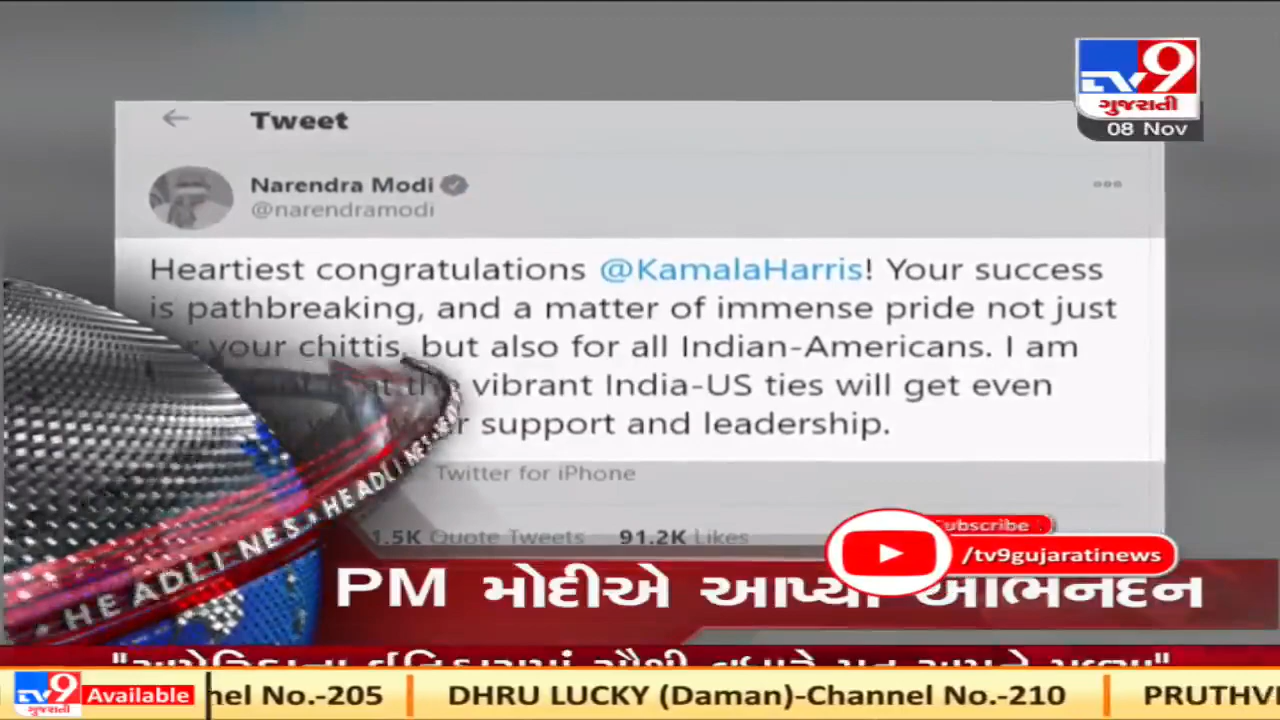 TV9
ગુજરાતી
08 Nov
Tweet
Narendra Modi
@narendramodi
Heartiest congratulations @KamalaHarris! Your success
is pathbreaking, and a matter of immense pride not just
your chittis, but also for all Indian-Americans. I am
vibrant India-US ties will get even
support and leadership.
Twitter for iPhone
1.5K Quote Tweets 91.2K Likes
HEADLINES HEADLINES
Subscribe
/tv9gujaratinews
PM મોદીએ આપ્યા અભિનંદન
TV9 ગુજરાતી Available nel No.-205 DHRU LUCKY (Daman)-Channel No.-210 PRUTHV